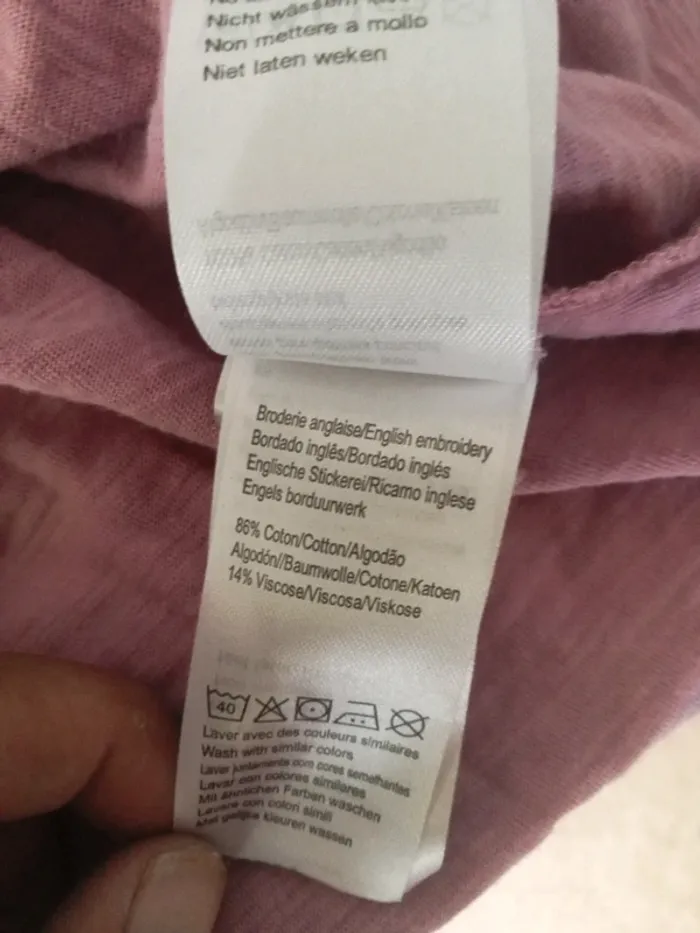 Nicht wässern
Non mettere a mollo
Niet laten weken
Broderie anglaise/English embroidery
Bordado inglês/Bordado inglés
Englische Stickerei/Ricamo inglese
Engels borduurwerk
86% Coton/Cotton/Algodão
Algodón//Baumwolle/Cotone/Katoen
14% Viscose/Viscosa/Viskose
40
Laver avec des couleurs similaires
Wash with similar colors
Laver juntamente com cores semelhantes
Lavar con colores similares
Mit ähnlichen Farben waschen
Lavare con colori simili
Met gelijke kleuren wassen